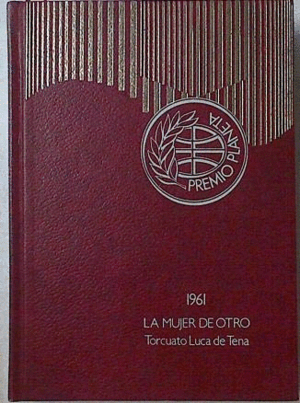 PREMIO PLANETA
1961
LA MUJER DE OTRO
Torcuato Luca de Tena